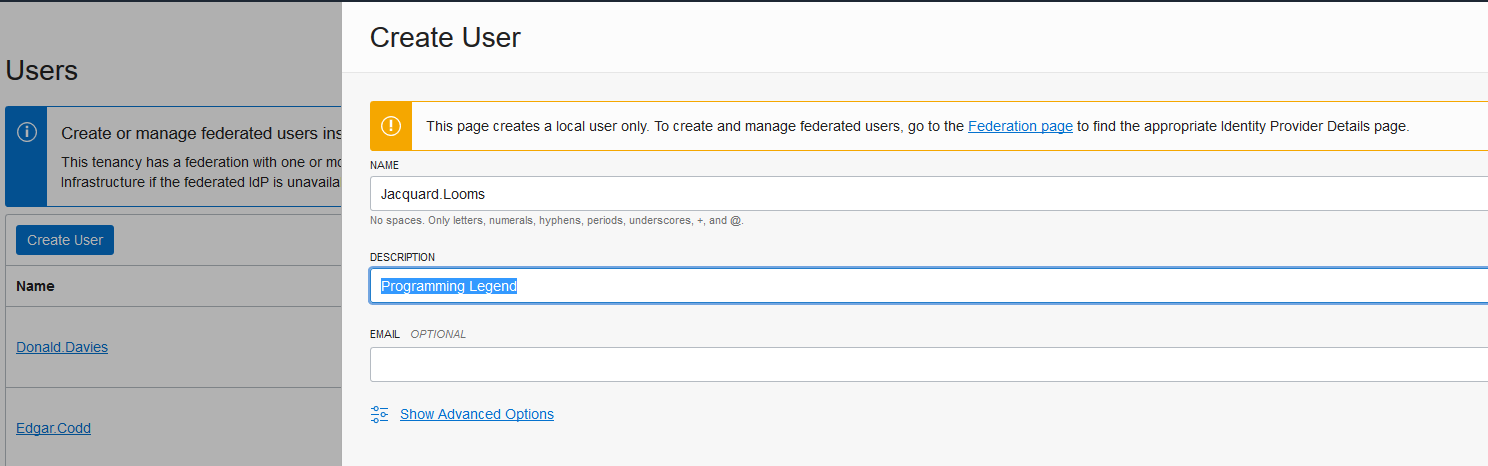 Users
Create or manage federated users ins
This tenancy has a federation with one or mo
Infrastructure if the federated IdP is unavaila
Create User
Name
Donald.Davies
Edgar.Codd
Create User
This page creates a local user only. To create and manage federated users, go to the Federation page to find the appropriate Identity Provider Details page.
NAME
Jacquard.Looms
No spaces. Only letters, numerals, hyphens, periods, underscores, +, and @.
DESCRIPTION
Programming Legend
EMAIL OPTIONAL
Show Advanced Options